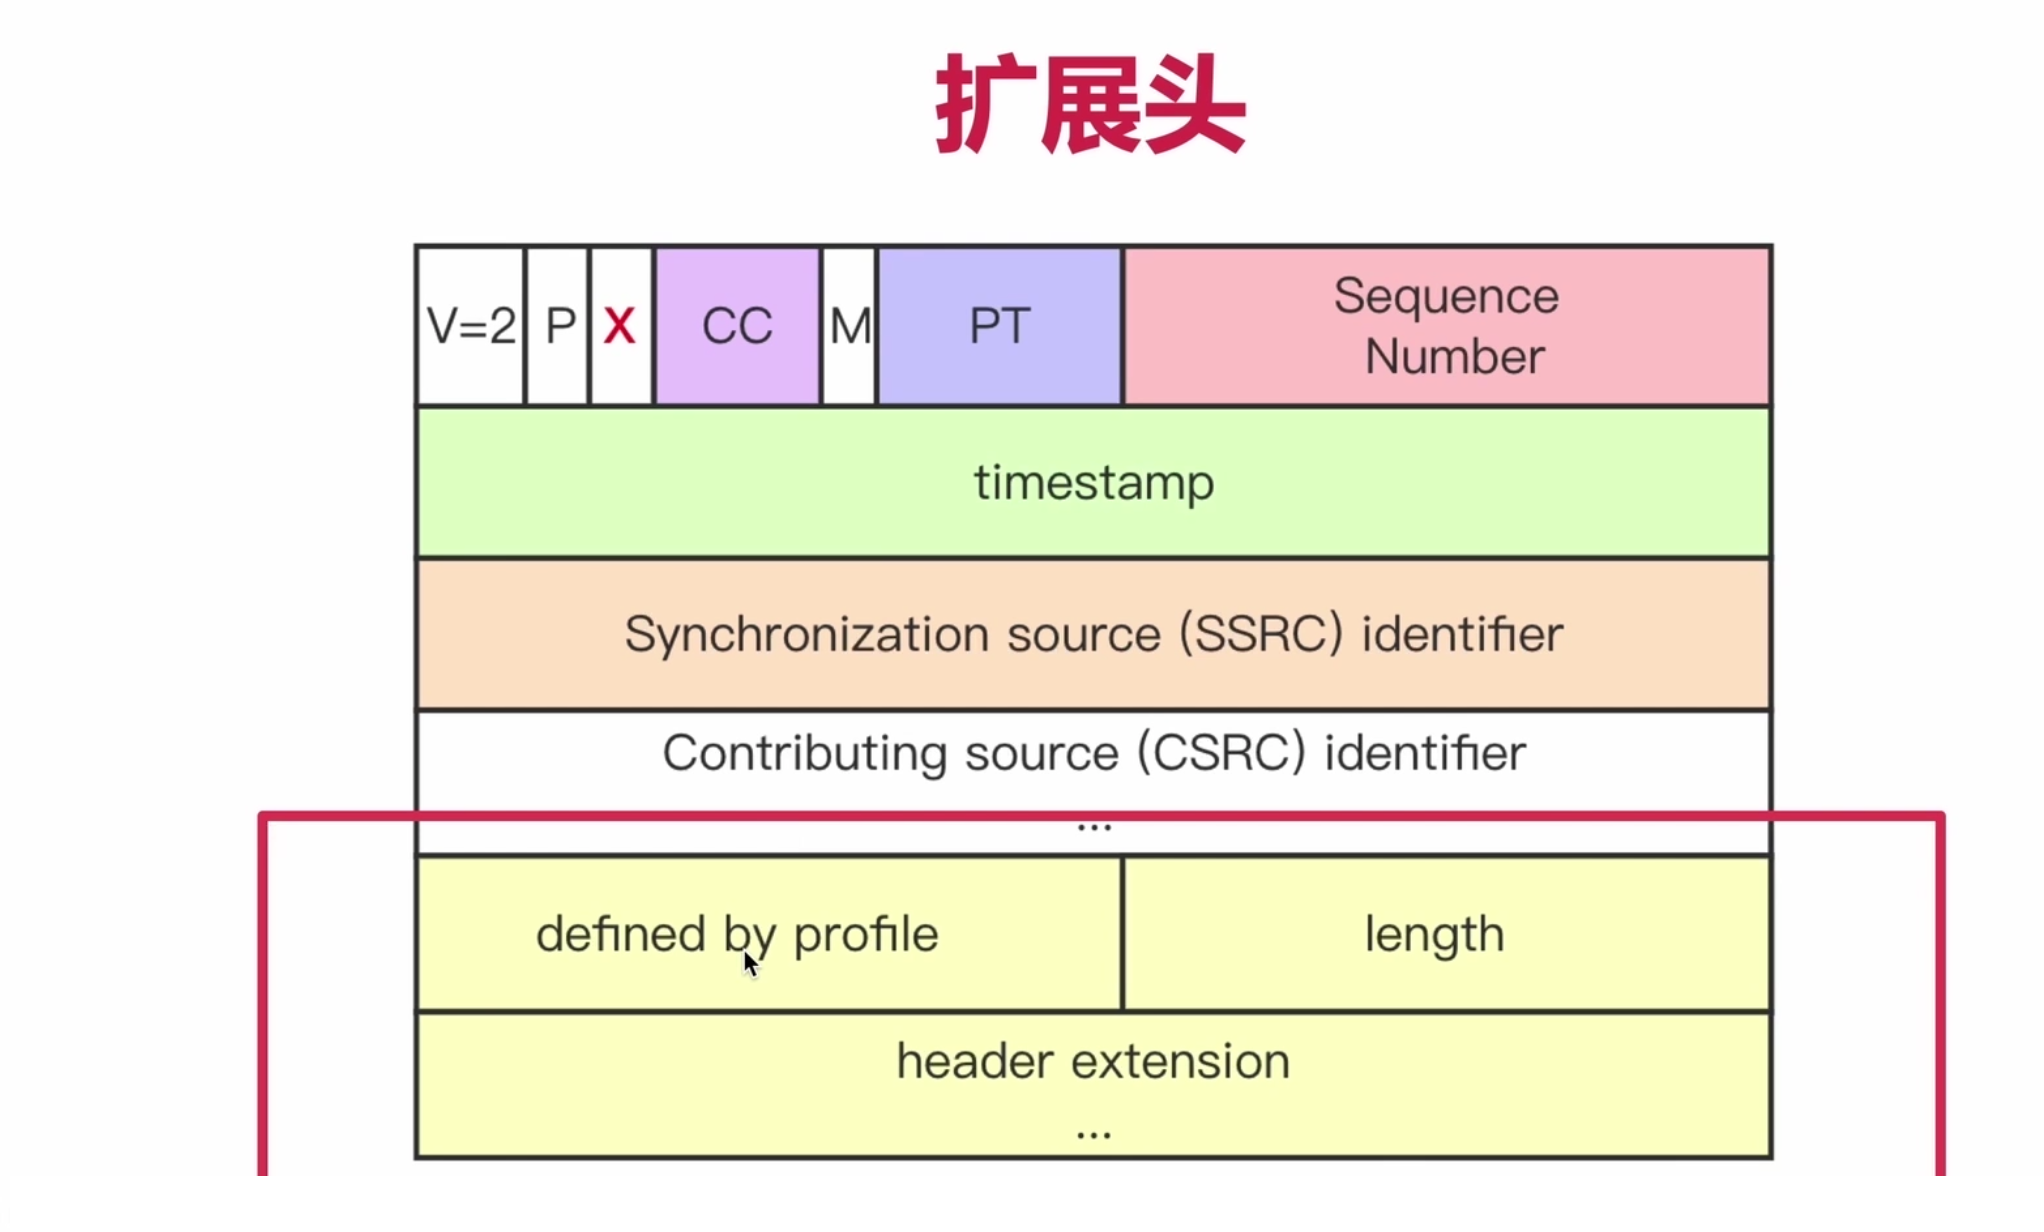 扩展头
V=2 P X CC M PT Sequence
Number
timestamp
Synchronization source (SSRC) identifier
Contributing source (CSRC) identifier
...
defined by profile length
header extension
...